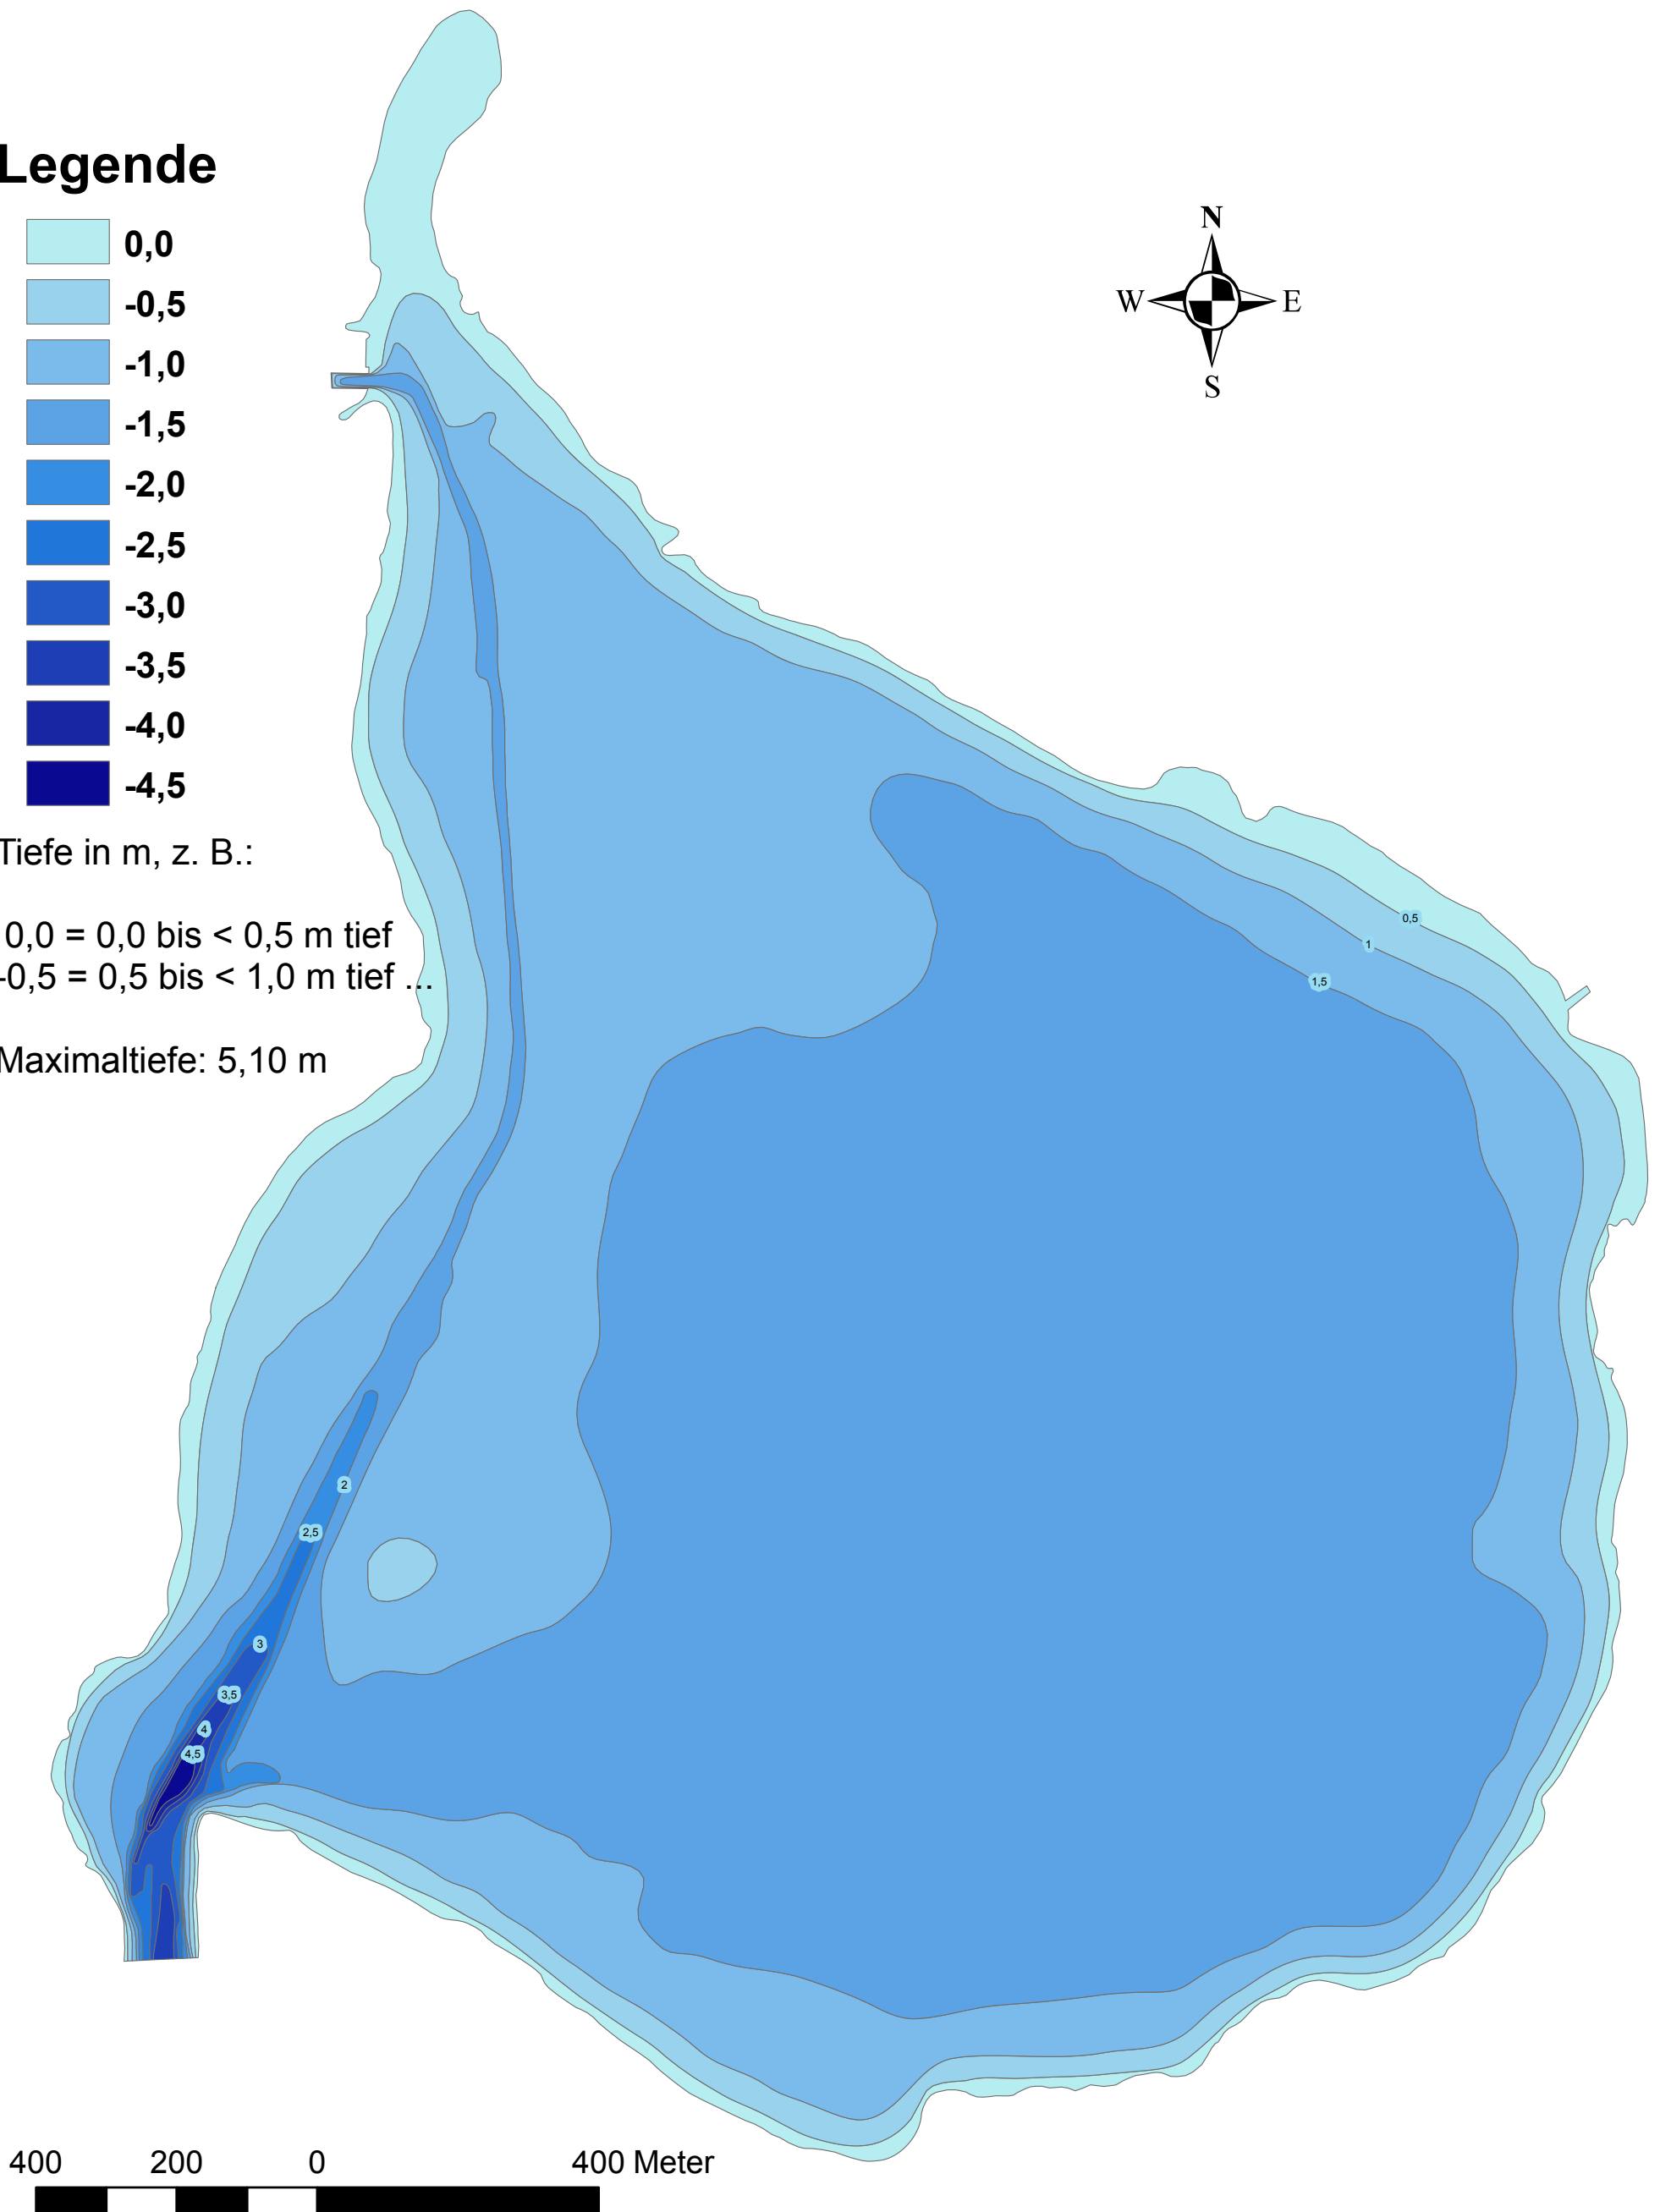 Legende
0,0
-0,5
-1,0
-1,5
-2,0
-2,5
-3,0
-3,5
-4,0
-4,5
Tiefe in m, z. B.:
0,0 = 0,0 bis < 0,5 m tief
-0,5 = 0,5 bis < 1,0 m tief ...
Maximaltiefe: 5,10 m
N
W E
S
0,5
1
1,5
2
2,5
3
3,5
4
4,5
400 200 0 400 Meter